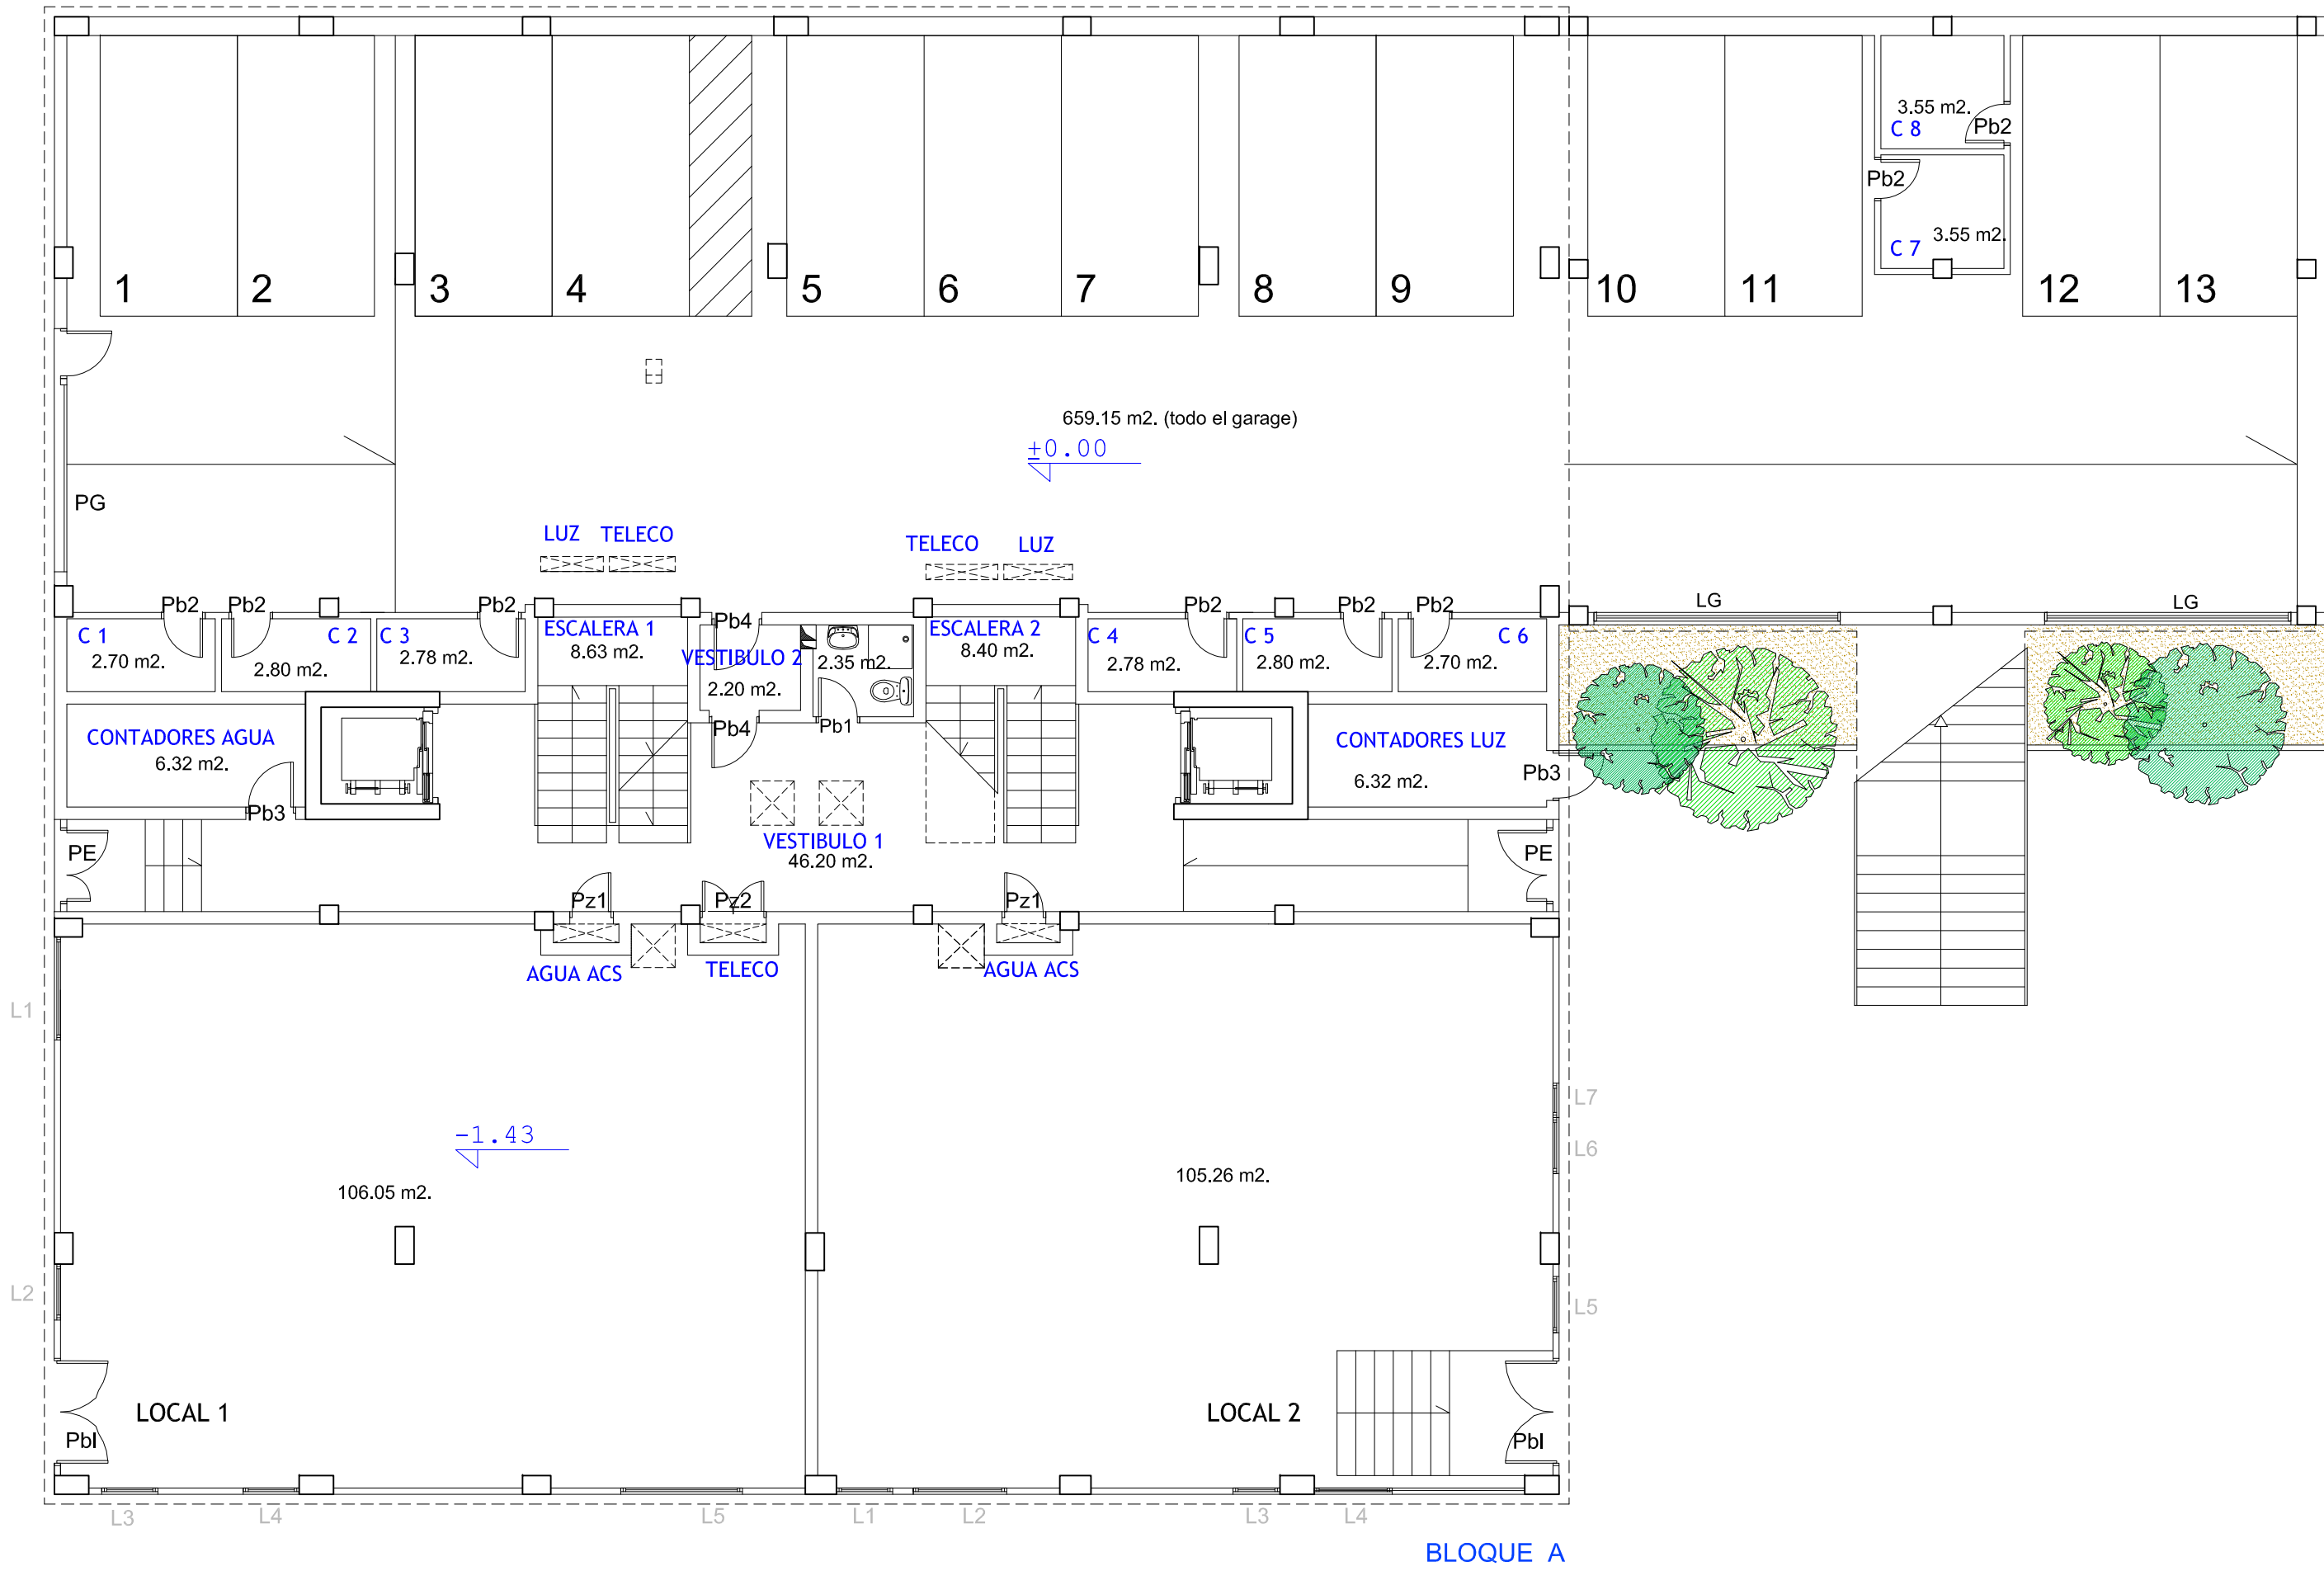 3.55 m2.
C 8
Pb2
Pb2
C 7
3.55 m2.
1
2
3
4
5
6
7
8
9
10
11
12
13
659.15 m2. (todo el garage)
±0.00
PG
LUZ
TELECO
TELECO
LUZ
LG
LG
Pb2
Pb2
Pb2
Pb4
Pb2
Pb2
Pb2
C 1
2.70 m2.
C 2
2.80 m2.
C 3
2.78 m2.
ESCALERA 1
8.63 m2.
VESTIBULO 2
2.20 m2.
2.35 m2.
ESCALERA 2
8.40 m2.
C 4
2.78 m2.
C 5
2.80 m2.
C 6
2.70 m2.
Pb4
Pb1
CONTADORES AGUA
6.32 m2.
Pb3
CONTADORES LUZ
6.32 m2.
Pb3
VESTIBULO 1
46.20 m2.
PE
PE
Pz1
Pz2
Pz1
AGUA ACS
TELECO
AGUA ACS
L1
L7
-1.43
L6
106.05 m2.
105.26 m2.
L2
L5
LOCAL 1
LOCAL 2
Pbl
Pbl
L3
L4
L5
L1
L2
L3
L4
BLOQUE A